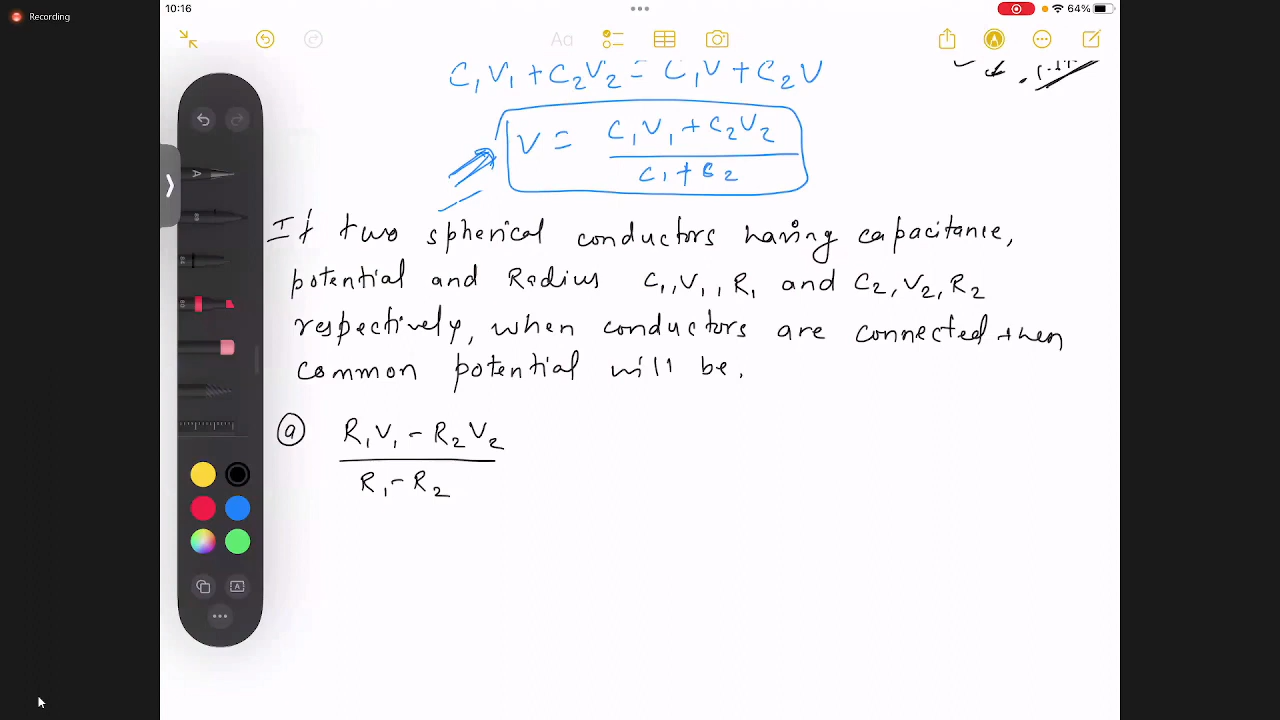 Recording
10:16
64%
Aa
C₁V₁ + C₂V₂ = C₁V + C₂V
V = (C₁V₁ + C₂V₂) / (C₁ + C₂)
If two spherical conductors having capacitance,
potential and Radius C₁, V₁, R₁ and C₂, V₂, R₂
respectively, when conductors are connected then
common potential will be.
(a) (R₁V₁ - R₂V₂) / (R₁ - R₂)